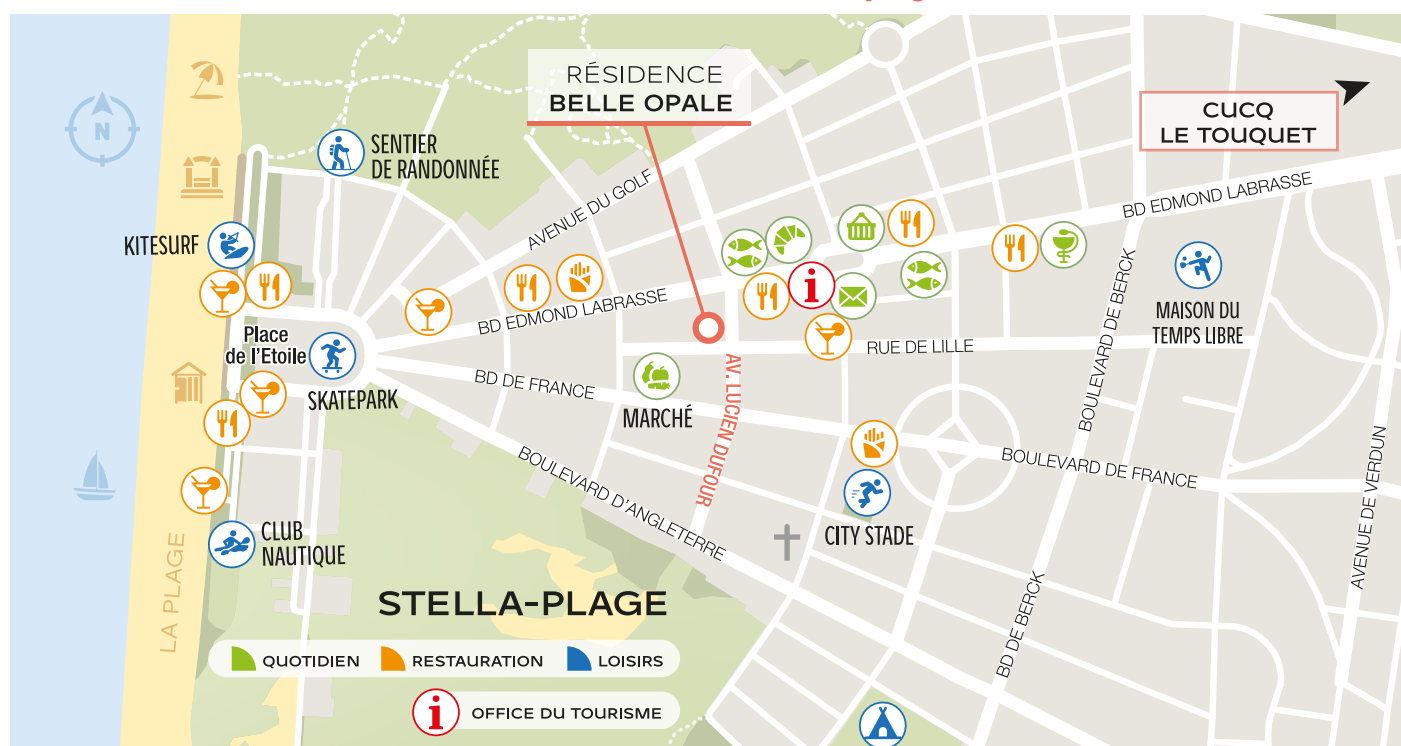 RÉSIDENCE
BELLE OPALE
CUCQ
LE TOUQUET
N
SENTIER
DE RANDONNÉE
AVENUE DU GOLF
BD EDMOND LABRASSE
KITESURF
BD EDMOND LABRASSE
BOULEVARD DE BERCK
MAISON DU
TEMPS LIBRE
i
Place
de l'Etoile
SKATEPARK
RUE DE LILLE
BD DE FRANCE
MARCHÉ
AV. LUCIEN DUFOUR
BOULEVARD D'ANGLETERRE
BOULEVARD DE FRANCE
AVENUE DE VERDUN
CITY STADE
CLUB
NAUTIQUE
LA PLAGE
BD DE BERCK
STELLA-PLAGE
QUOTIDIEN
RESTAURATION
LOISIRS
i
OFFICE DU TOURISME